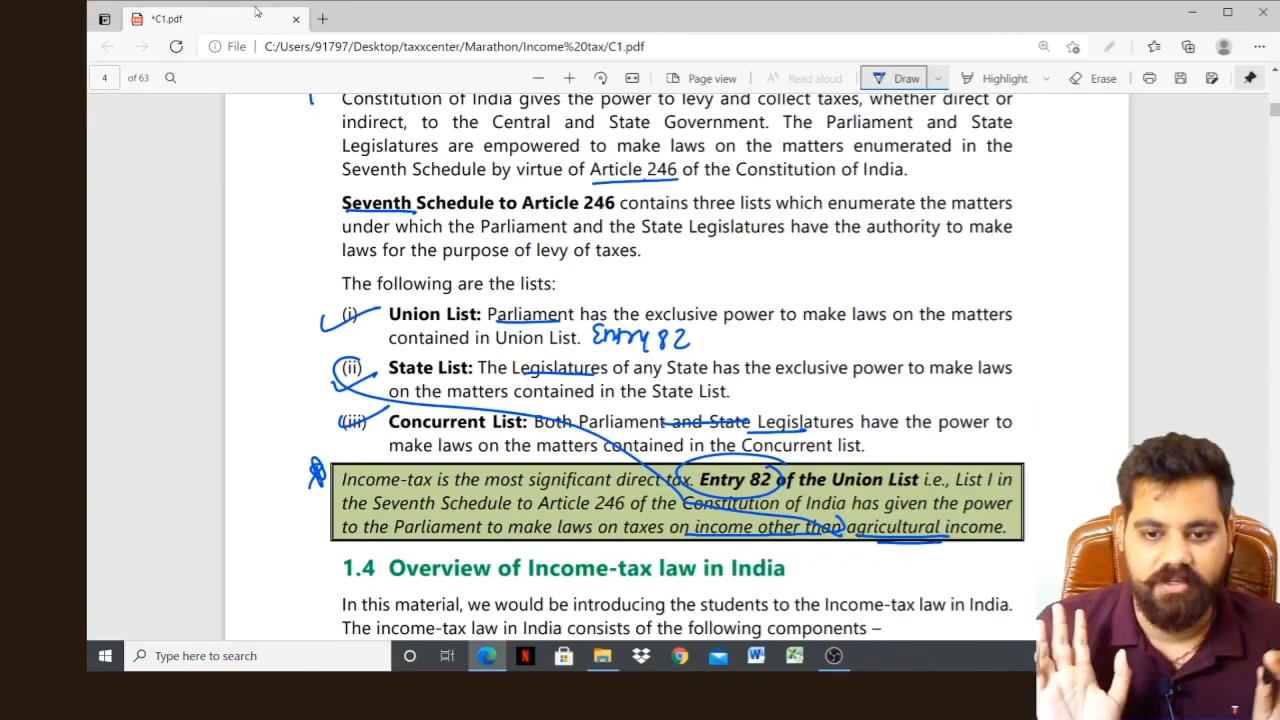 *C1.pdf
File C:/Users/91797/Desktop/taxxcenter/Marathon/Income%20tax/C1.pdf
4 of 63 Page view Read aloud Draw Highlight Erase
Constitution of India gives the power to levy and collect taxes, whether direct or
indirect, to the Central and State Government. The Parliament and State
Legislatures are empowered to make laws on the matters enumerated in the
Seventh Schedule by virtue of Article 246 of the Constitution of India.
Seventh Schedule to Article 246 contains three lists which enumerate the matters
under which the Parliament and the State Legislatures have the authority to make
laws for the purpose of levy of taxes.
The following are the lists:
(i) Union List: Parliament has the exclusive power to make laws on the matters
contained in Union List. Entry 82
(ii) State List: The Legislatures of any State has the exclusive power to make laws
on the matters contained in the State List.
(iii) Concurrent List: Both Parliament and State Legislatures have the power to
make laws on the matters contained in the Concurrent list.
Income-tax is the most significant direct tax. Entry 82 of the Union List i.e., List I in
the Seventh Schedule to Article 246 of the Constitution of India has given the power
to the Parliament to make laws on taxes on income other than agricultural income.
1.4 Overview of Income-tax law in India
In this material, we would be introducing the students to the Income-tax law in India.
The income-tax law in India consists of the following components –
Type here to search